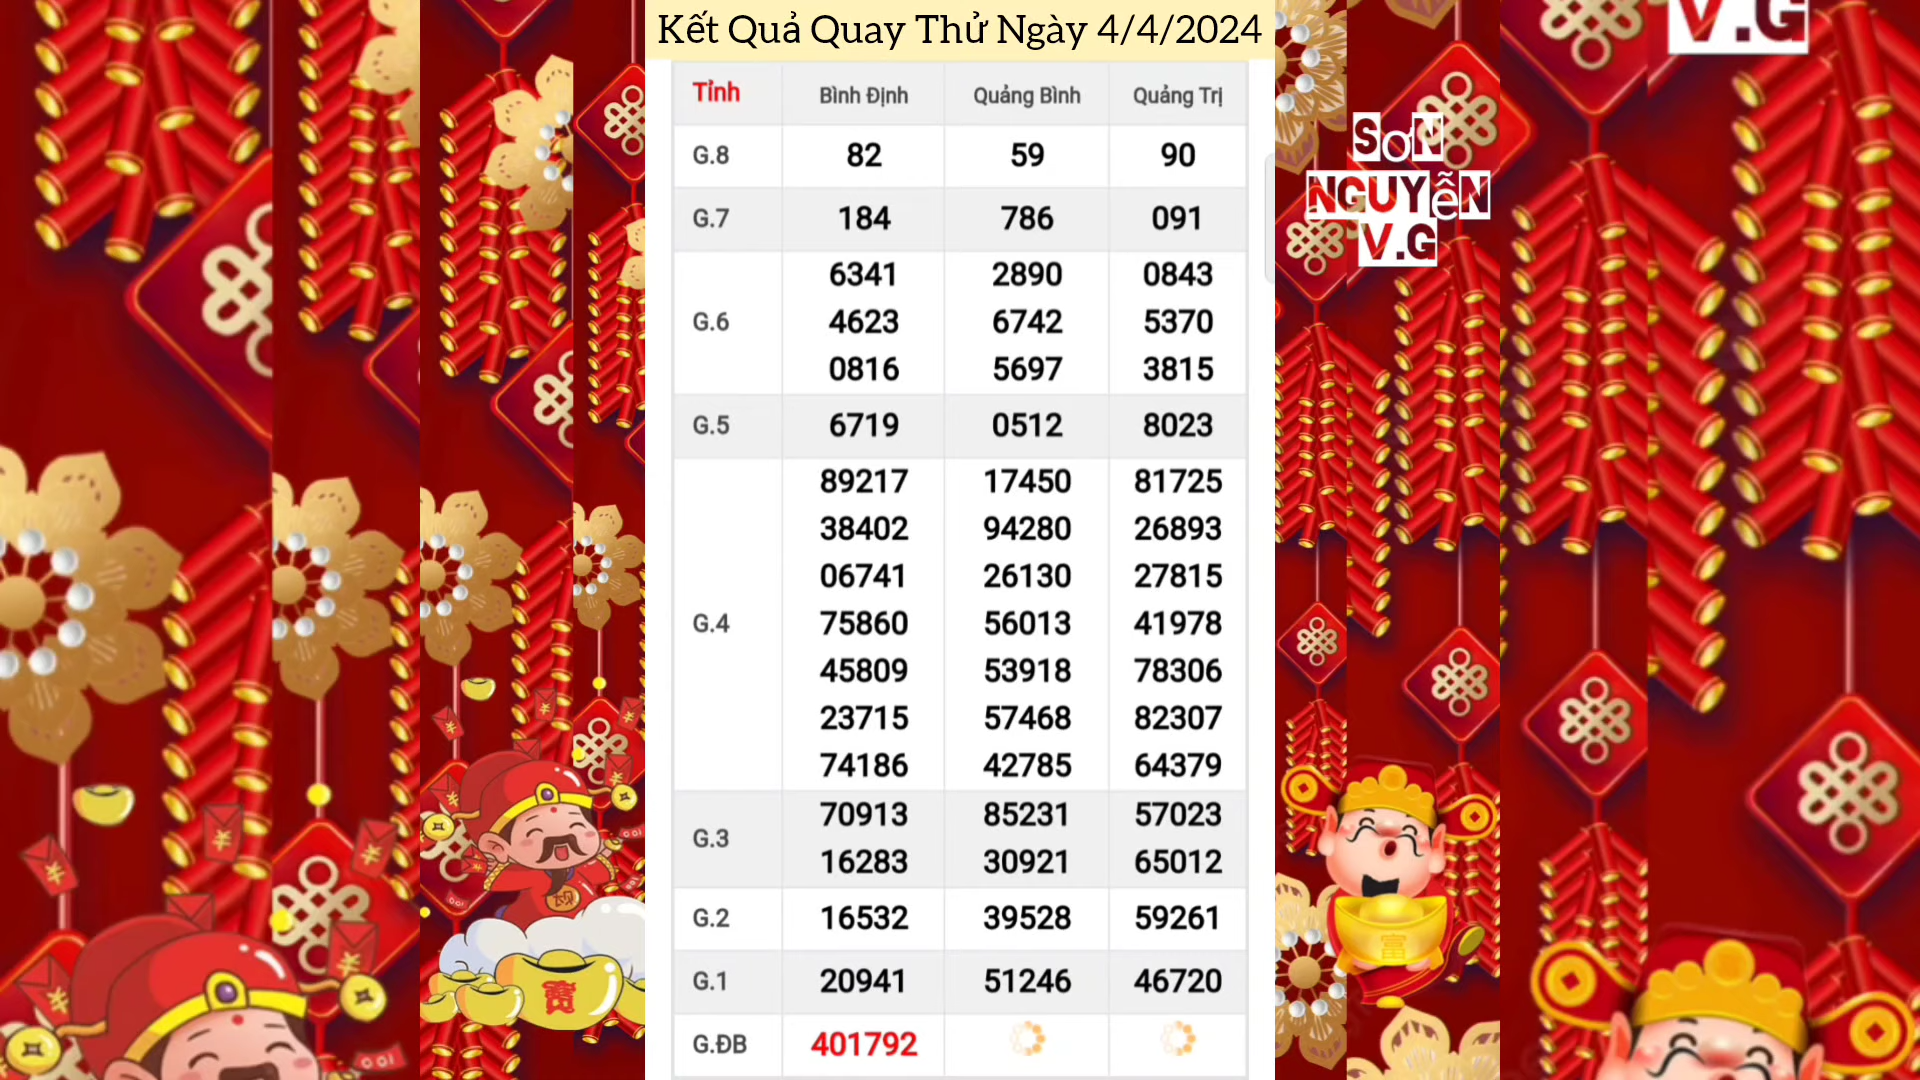 Kết Quả Quay Thử Ngày 4/4/2024
V.G
SƠN
NGUYỄN
V.G
Tỉnh Bình Định Quảng Bình Quảng Trị
G.8 82 59 90
G.7 184 786 091
G.6
6341 2890 0843
4623 6742 5370
0816 5697 3815
G.5 6719 0512 8023
G.4
89217 17450 81725
38402 94280 26893
06741 26130 27815
75860 56013 41978
45809 53918 78306
23715 57468 82307
74186 42785 64379
G.3
70913 85231 57023
16283 30921 65012
G.2 16532 39528 59261
G.1 20941 51246 46720
G.ĐB 401792
富